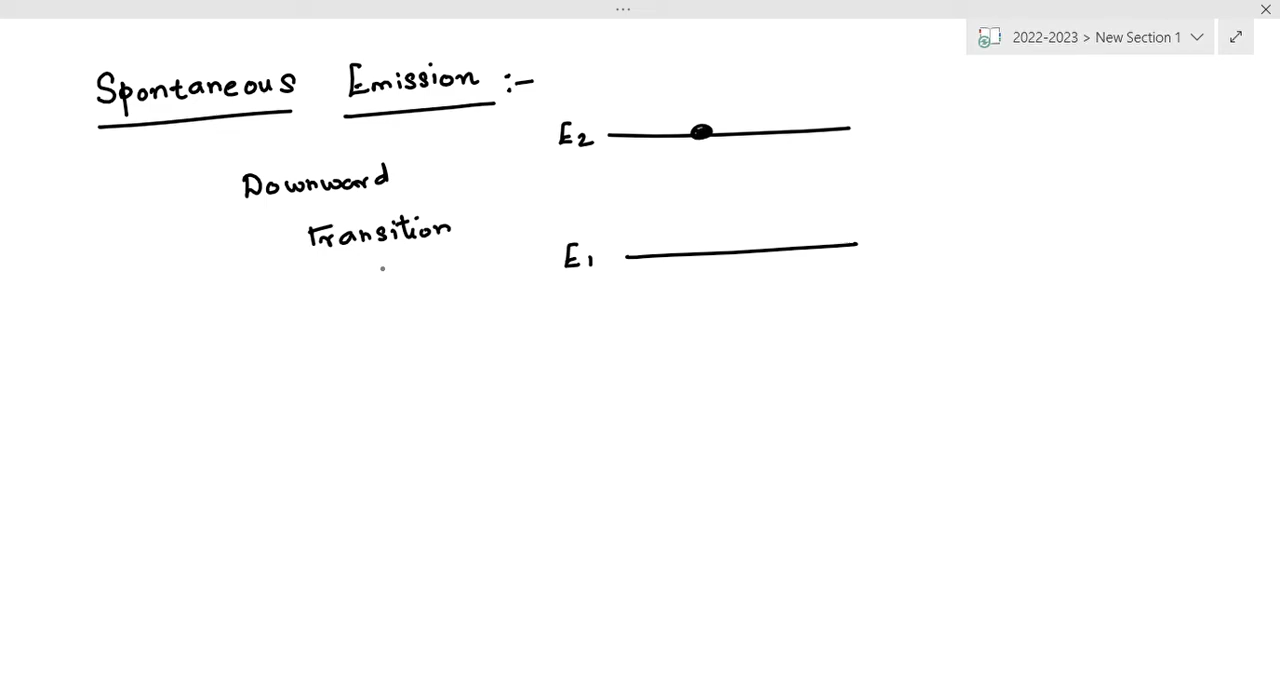 2022-2023 > New Section 1
Spontaneous Emission :-
E2
Downward
Transition
E1